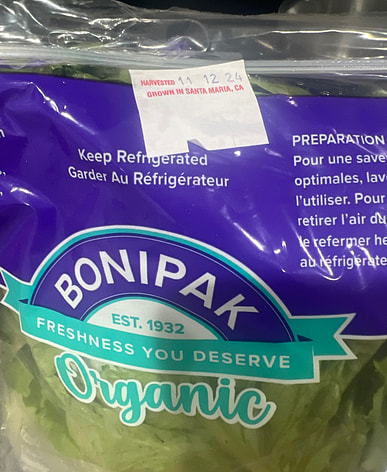 HARVESTED 11 12 24
GROWN IN SANTA MARIA, CA
Keep Refrigerated
Garder Au Réfrigérateur
PREPARATION
Pour une save
optimales, lav
l'utiliser. Pour
retirer l'air du
le refermer he
au réfrigérate
BONIPAK
EST. 1932
FRESHNESS YOU DESERVE
Organic